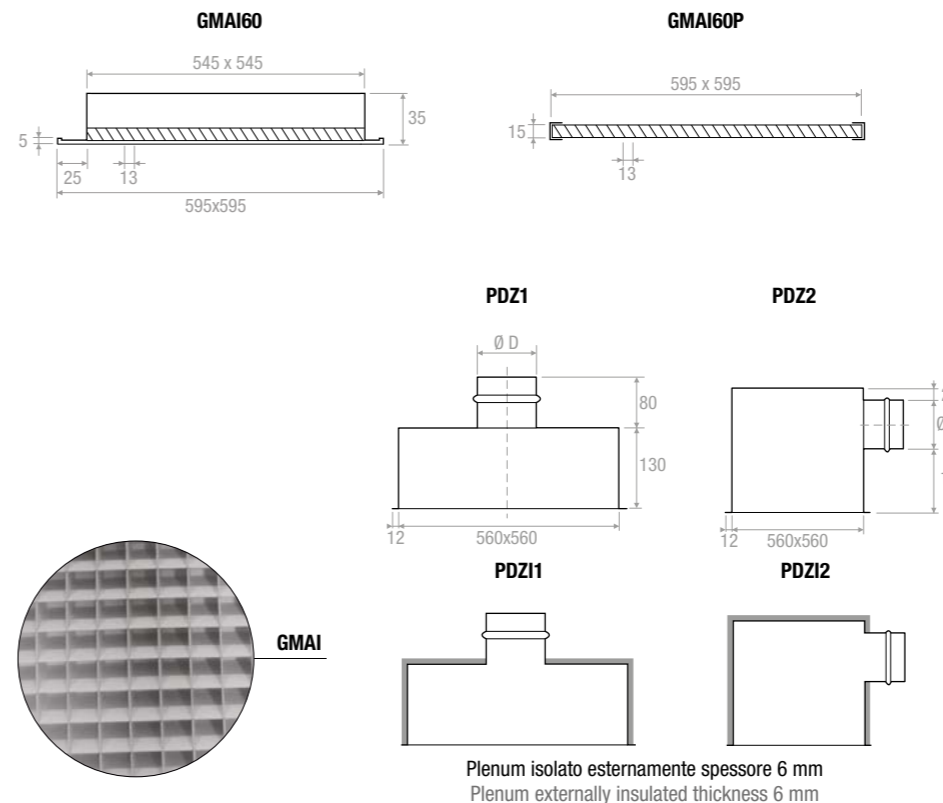 GMAI60
GMAI60P
545 x 545
35
5
25
13
595x595
595 x 595
15
13
PDZ1
PDZ2
Ø D
80
130
12
560x560
Ø
12
560x560
PDZI1
PDZI2
GMAI
Plenum isolato esternamente spessore 6 mm
Plenum externally insulated thickness 6 mm